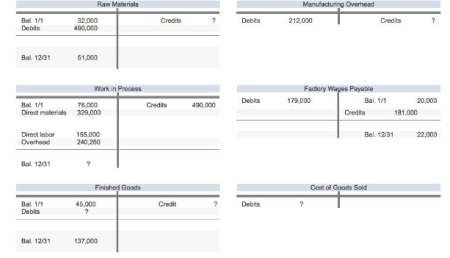 Raw Materials
Bal. 1/1 32,000 Credits ?
Debits 490,000
Bal. 12/31 51,000
Manufacturing Overhead
Debits 212,000 Credits ?
Work in Process
Bal. 1/1 76,000 Credits 490,000
Direct materials 329,000
Direct labor 155,000
Overhead 240,250
Bal. 12/31 ?
Factory Wages Payable
Debits 179,000 Bal. 1/1 20,000
Credits 181,000
Bal. 12/31 22,000
Finished Goods
Bal. 1/1 45,000 Credit ?
Debits ?
Bal. 12/31 137,000
Cost of Goods Sold
Debits ?